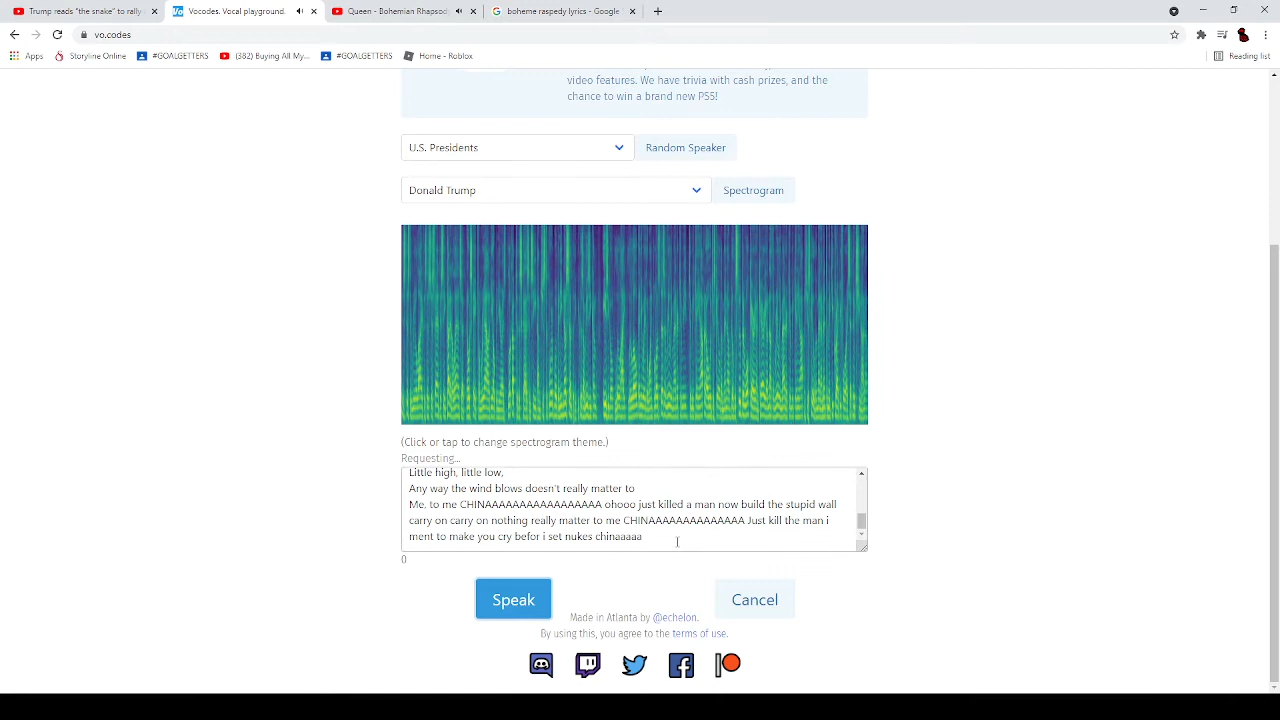 Trump reads "the snake" to rally
Vocodes. Vocal playground.
Queen - Bohemian Rhapsod
boheme raspedy lyrics - Google
vo.codes
Apps
Storyline Online
#GOALGETTERS
(382) Buying All My...
#GOALGETTERS
Home - Roblox
Reading list
video features. We have trivia with cash prizes, and the
chance to win a brand new PS5!
U.S. Presidents
Random Speaker
Donald Trump
Spectrogram
(Click or tap to change spectrogram theme.)
Requesting...
Little high, little low,
Any way the wind blows doesn't really matter to
Me, to me CHINAAAAAAAAAAAAAAAAA ohooo just killed a man now build the stupid wall
carry on carry on nothing really matter to me CHINAAAAAAAAAAAAAA Just kill the man i
ment to make you cry befor i set nukes chinaaaaa
0
Speak
Cancel
Made in Atlanta by @echelon.
By using this, you agree to the terms of use.